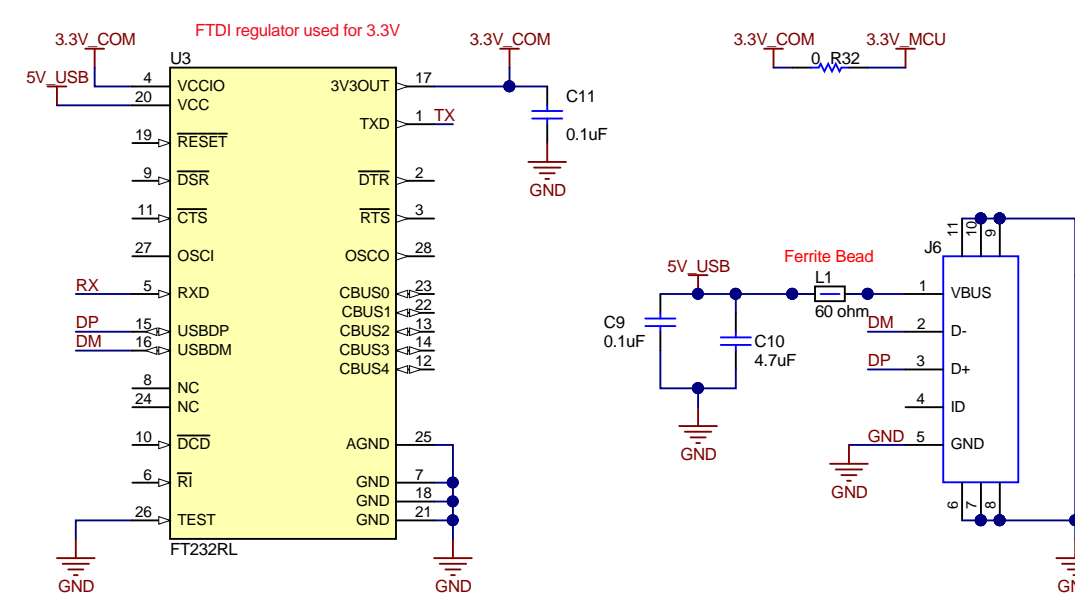 FTDI regulator used for 3.3V
3.3V_COM
5V_USB
U3
4 VCCIO
20 VCC
19 RESET
9 DSR
11 CTS
27 OSCI
RX 5 RXD
DP 15 USBDP
DM 16 USBDM
8 NC
24 NC
10 DCD
6 RI
26 TEST
GND
FT232RL
3V3OUT 17
TXD 1 TX
DTR 2
RTS 3
OSCO 28
CBUS0 23
CBUS1 22
CBUS2 13
CBUS3 14
CBUS4 12
AGND 25
GND 7
GND 18
GND 21
GND
3.3V_COM
C11
0.1uF
GND
3.3V_COM
0 R32
3.3V_MCU
5V_USB
C9
0.1uF
C10
4.7uF
GND
Ferrite Bead
L1
60 ohm
J6
11
10
9
1 VBUS
DM 2 D-
DP 3 D+
4 ID
GND 5 GND
GND
6
7
8